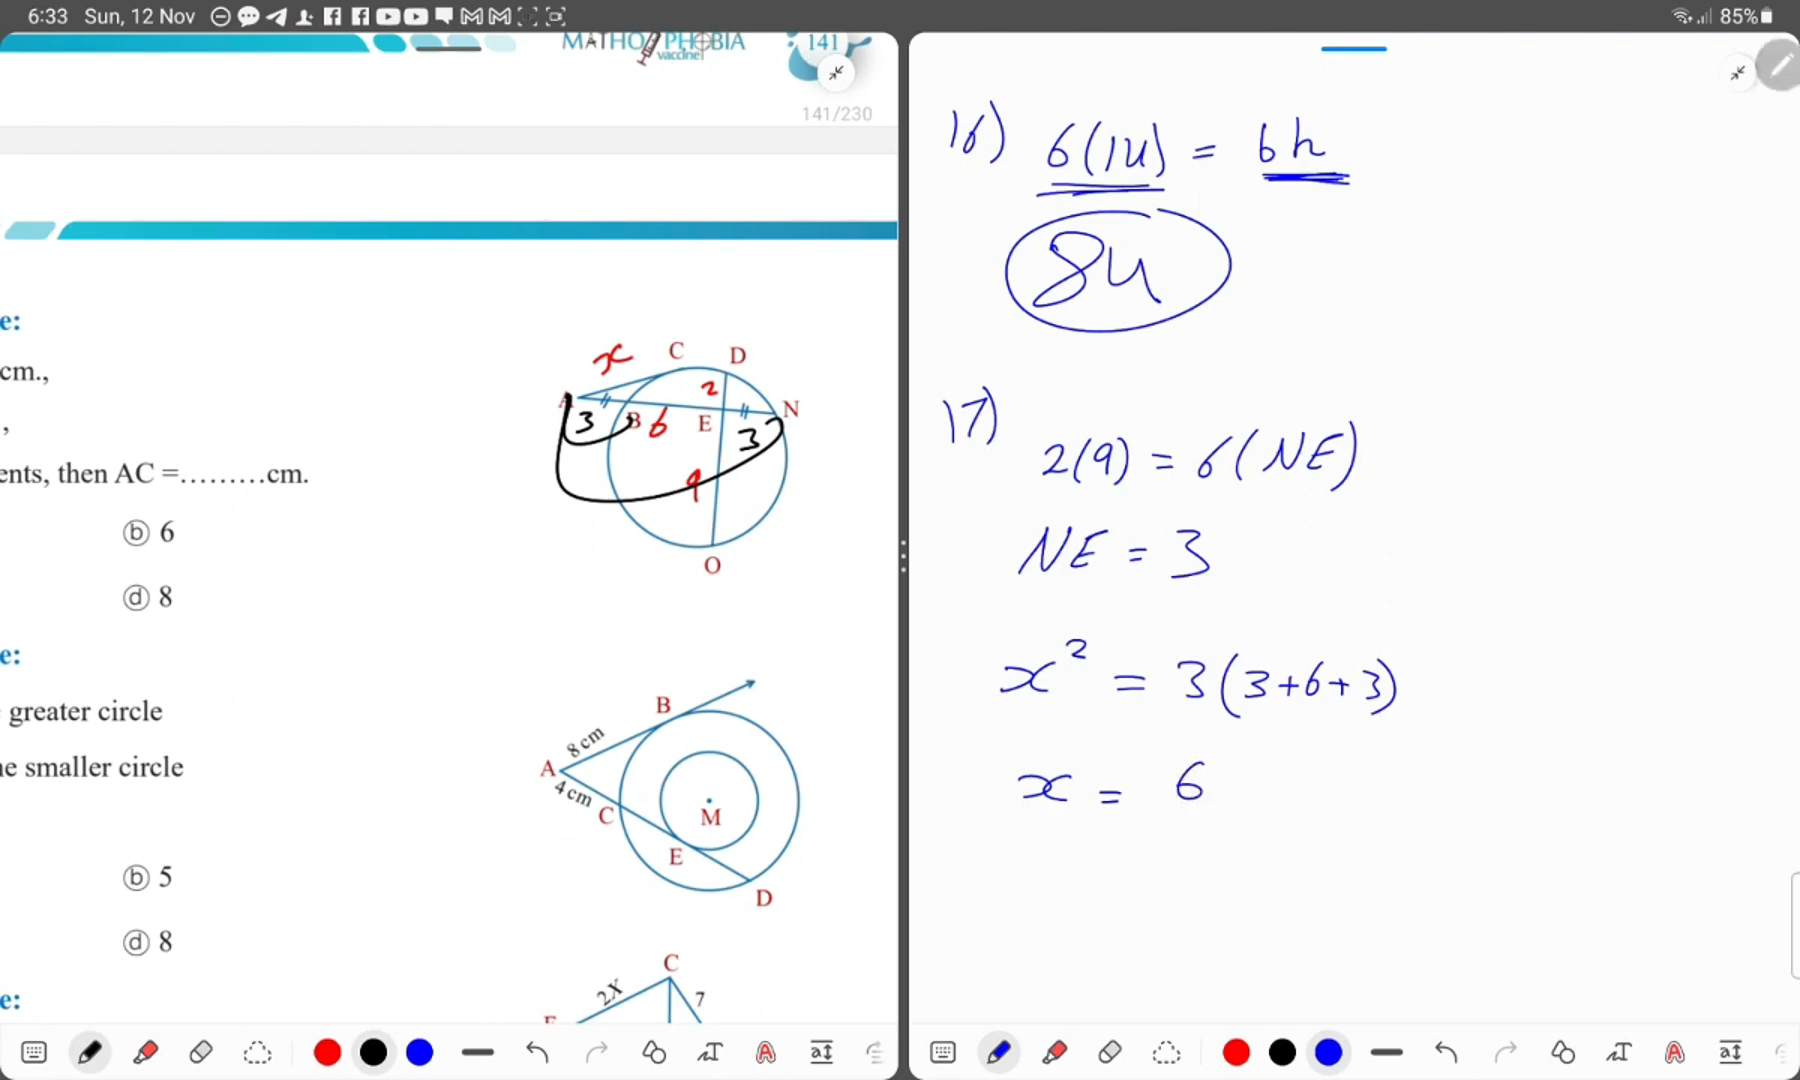 6:33 Sun, 12 Nov
85%
MATHO PHOBIA
vaccine
141
141/230
e:
cm.,
,
ents, then AC =.........cm.
ⓑ 6
ⓓ 8
x
C
D
2
A
3
B
6
E
3
N
9
O
e:
greater circle
e smaller circle
ⓑ 5
ⓓ 8
B
8 cm
A
4 cm
C
M
E
D
e:
C
2X
7
16) 6(14) = 6h
84
17)
2(9) = 6(NE)
NE = 3
x² = 3(3+6+3)
x = 6